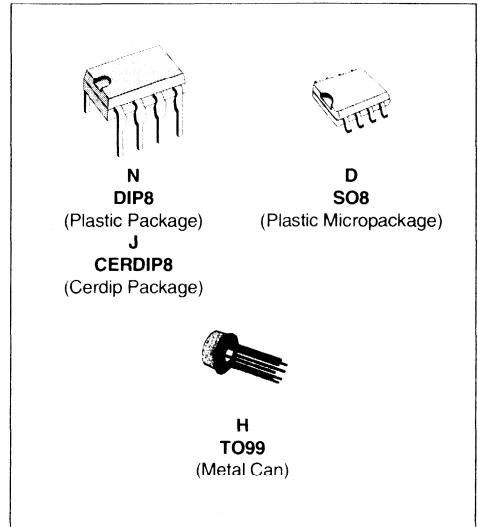 N
DIP8
(Plastic Package)
J
CERDIP8
(Cerdip Package)
D
SO8
(Plastic Micropackage)
H
TO99
(Metal Can)